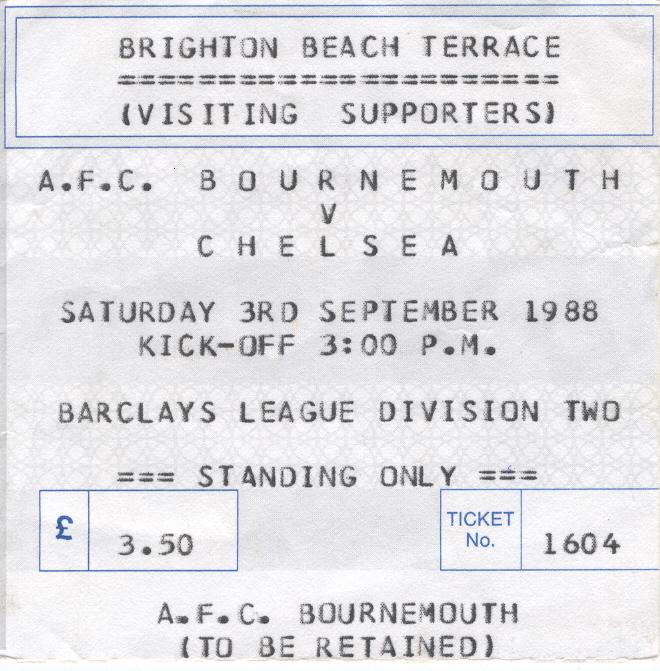 BRIGHTON BEACH TERRACE
=======================
(VISITING SUPPORTERS)
A.F.C. BOURNEMOUTH
V
CHELSEA
SATURDAY 3RD SEPTEMBER 1988
KICK-OFF 3:00 P.M.
BARCLAYS LEAGUE DIVISION TWO
=== STANDING ONLY ===
£ 3.50
TICKET No. 1604
A.F.C. BOURNEMOUTH
(TO BE RETAINED)